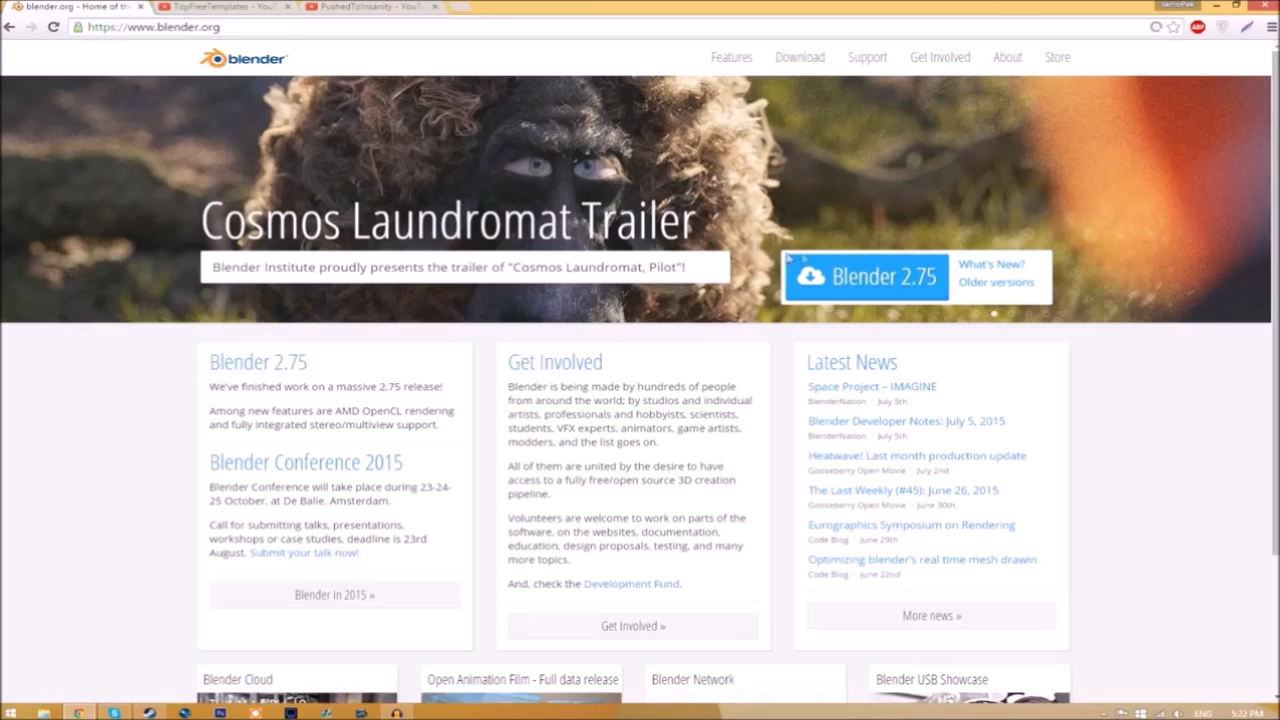 blender.org - Home of th
TopFreeTemplates - YouT
PushedToInsanity - YouTu
https://www.blender.org
ABP
blender
Features
Download
Support
Get Involved
About
Store
Cosmos Laundromat Trailer
Blender Institute proudly presents the trailer of "Cosmos Laundromat, Pilot"!
Blender 2.75
What's New?
Older versions
Blender 2.75
We've finished work on a massive 2.75 release!
Among new features are AMD OpenCL rendering
and fully integrated stereo/multiview support.
Blender Conference 2015
Blender Conference will take place during 23-24-
25 October, at De Balie, Amsterdam.
Call for submitting talks, presentations,
workshops or case studies, deadline is 23rd
August. Submit your talk now!
Blender in 2015 »
Get Involved
Blender is being made by hundreds of people
from around the world; by studios and individual
artists, professionals and hobbyists, scientists,
students, VFX experts, animators, game artists,
modders, and the list goes on.
All of them are united by the desire to have
access to a fully free/open source 3D creation
pipeline.
Volunteers are welcome to work on parts of the
software, on the websites, documentation,
education, design proposals, testing, and many
more topics.
And, check the Development Fund.
Get Involved »
Latest News
Space Project – IMAGINE
BlenderNation · July 5th
Blender Developer Notes: July 5, 2015
BlenderNation · July 5th
Heatwave! Last month production update
Gooseberry Open Movie · July 2nd
The Last Weekly (#45): June 26, 2015
Gooseberry Open Movie · June 30th
Eurographics Symposium on Rendering
Code Blog · June 29th
Optimizing blender's real time mesh drawin
Code Blog · June 22nd
More news »
Blender Cloud
Open Animation Film - Full data release
Blender Network
Blender USB Showcase
ENG
5:22 PM